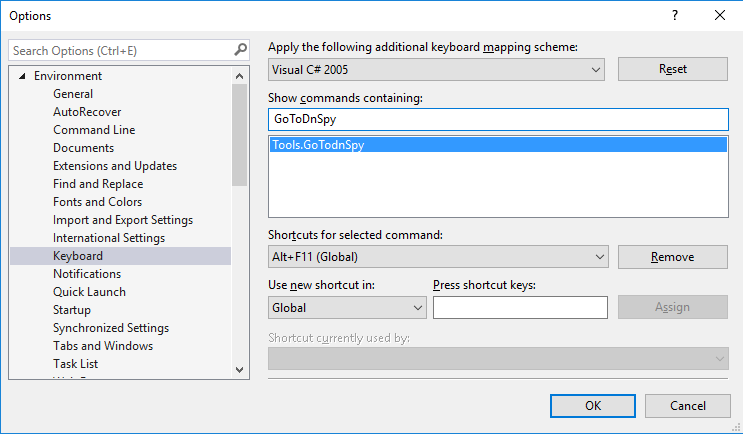 Options
Search Options (Ctrl+E)
Environment
General
AutoRecover
Command Line
Documents
Extensions and Updates
Find and Replace
Fonts and Colors
Import and Export Settings
International Settings
Keyboard
Notifications
Quick Launch
Startup
Synchronized Settings
Tabs and Windows
Task List
Apply the following additional keyboard mapping scheme:
Visual C# 2005
Reset
Show commands containing:
GoToDnSpy
Tools.GoTodnSpy
Shortcuts for selected command:
Alt+F11 (Global)
Remove
Use new shortcut in:
Press shortcut keys:
Global
Assign
Shortcut currently used by:
OK
Cancel